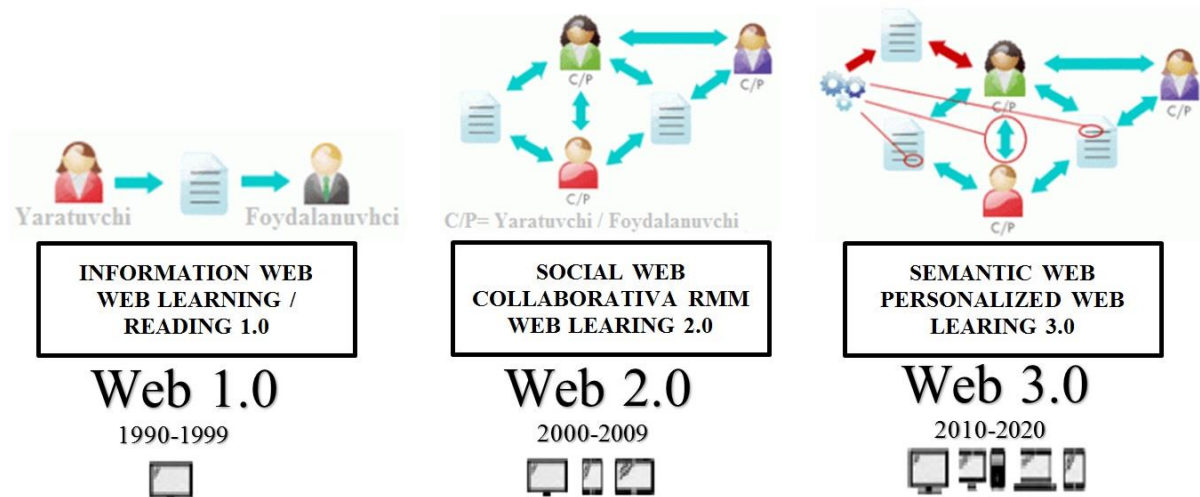 Yaratuvchi
Foydalanuvhci
INFORMATION WEB
WEB LEARNING /
READING 1.0
Web 1.0
1990-1999
C/P
C/P
C/P
C/P= Yaratuvchi / Foydalanuvchi
SOCIAL WEB
COLLABORATIVA RMM
WEB LEARING 2.0
Web 2.0
2000-2009
C/P
C/P
C/P
SEMANTIC WEB
PERSONALIZED WEB
LEARING 3.0
Web 3.0
2010-2020